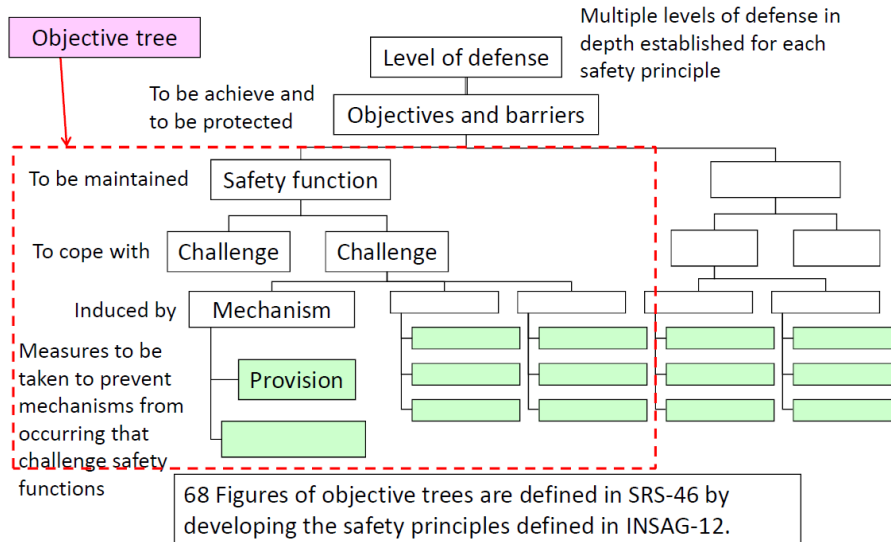 Objective tree
Multiple levels of defense in
depth established for each
safety principle
Level of defense
To be achieve and
to be protected
Objectives and barriers
To be maintained
Safety function
To cope with
Challenge
Challenge
Induced by
Mechanism
Measures to be
taken to prevent
mechanisms from
occurring that
challenge safety
functions
Provision
68 Figures of objective trees are defined in SRS-46 by
developing the safety principles defined in INSAG-12.